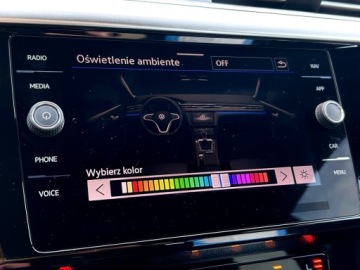 RADIO
Oświetlenie ambiente OFF
NAV
MEDIA
APP
PHONE
CAR
Wybierz kolor
VOICE
MENU